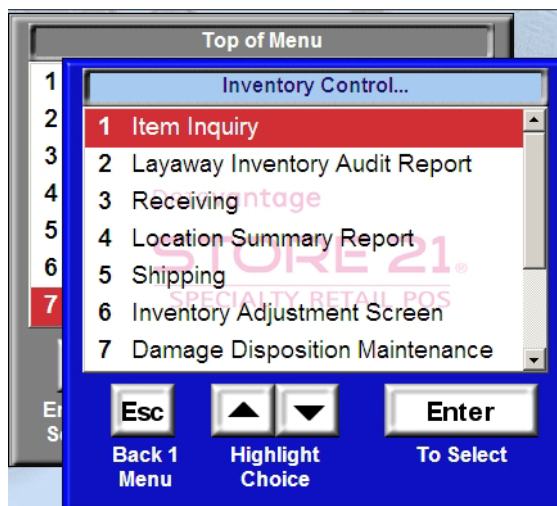 Top of Menu
1
2
3
4
5
6
7
Inventory Control...
1 Item Inquiry
2 Layaway Inventory Audit Report
3 Receiving
4 Location Summary Report
5 Shipping
6 Inventory Adjustment Screen
7 Damage Disposition Maintenance
STORE 21®
SPECIALTY RETAIL POS
Esc
Enter
Back 1
Menu
Highlight
Choice
To Select